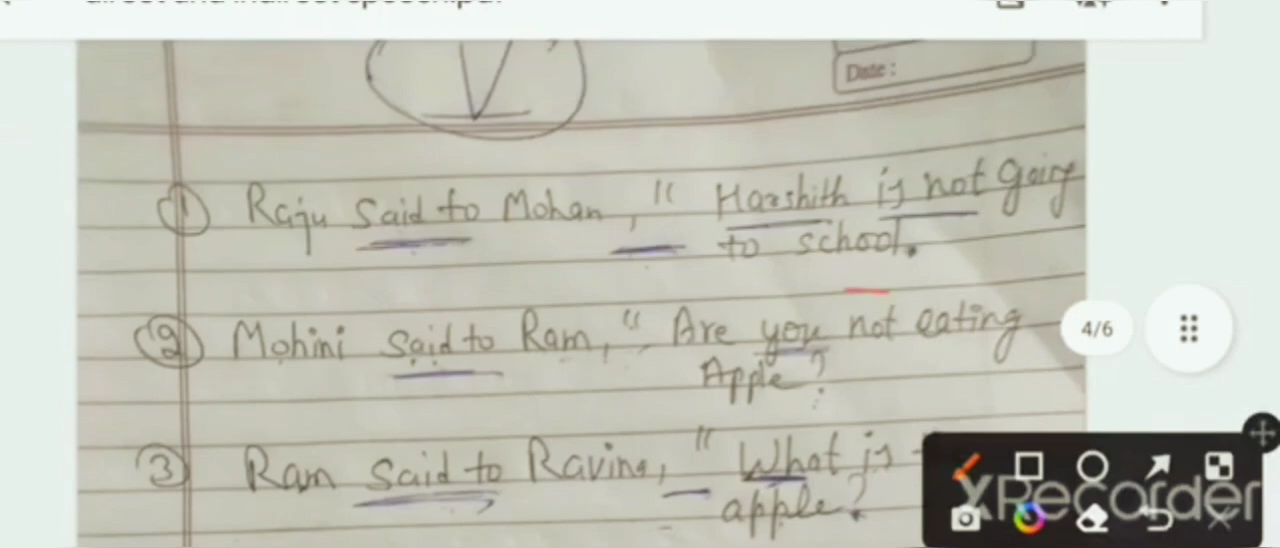 Date :
① Raju said to Mohan, " Harshith is not going
to school.
② Mohini said to Ram, " Are you not eating
Apple?
4/6
③ Ram said to Ravina, " What is
apple?
XRecorder